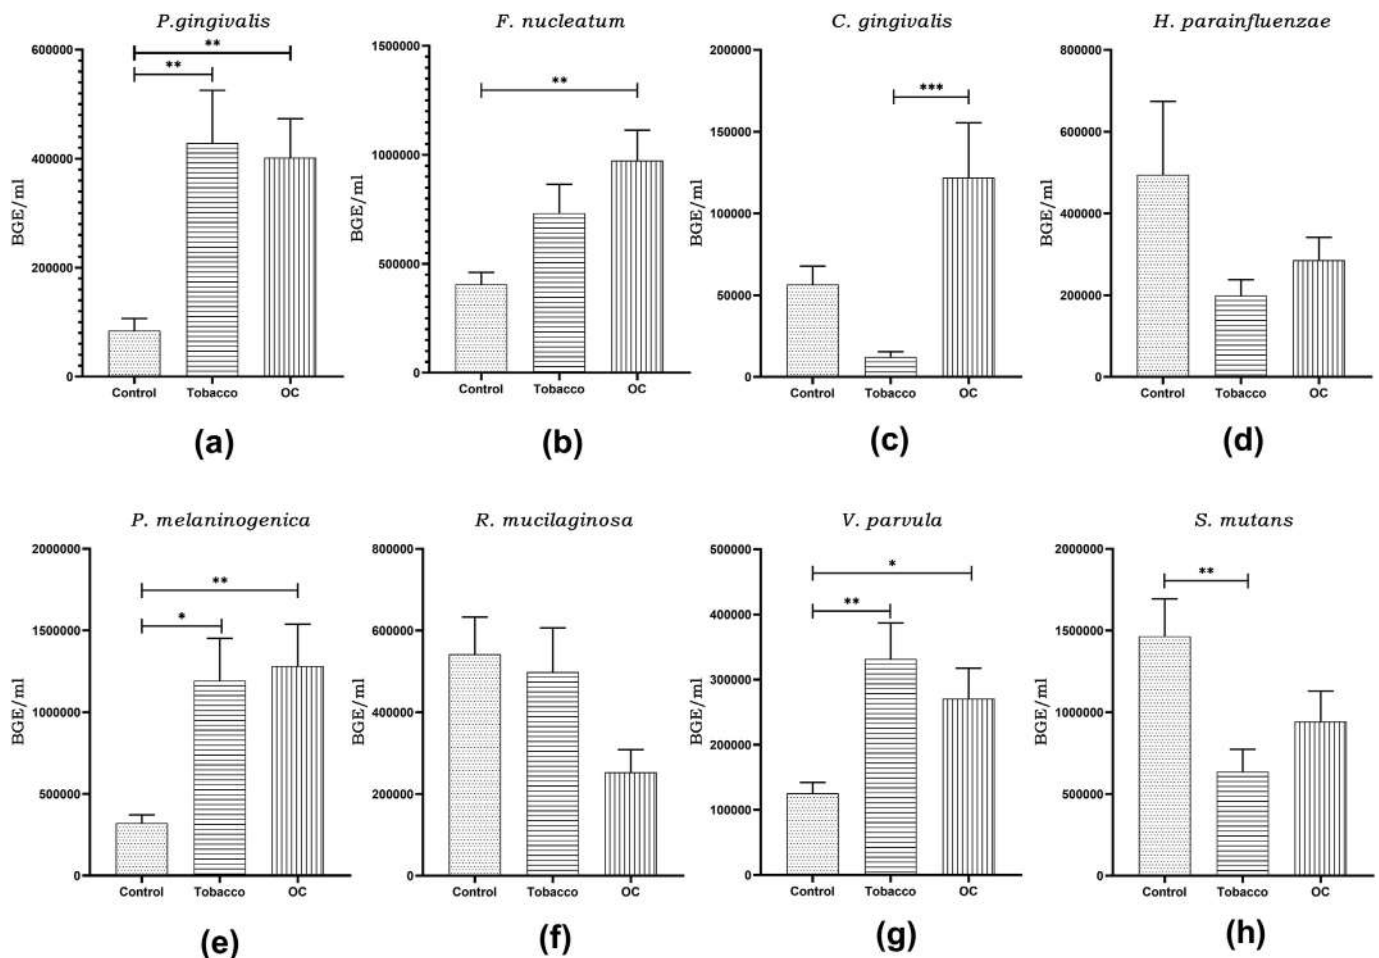 P.gingivalis
600000
400000
200000
0
BGE/ml
**
**
Control Tobacco OC
(a)
F. nucleatum
1500000
1000000
500000
0
BGE/ml
**
Control Tobacco OC
(b)
C. gingivalis
200000
150000
100000
50000
0
BGE/ml
***
Control Tobacco OC
(c)
H. parainfluenzae
800000
600000
400000
200000
0
BGE/ml
Control Tobacco OC
(d)
P. melaninogenica
2000000
1500000
1000000
500000
0
BGE/ml
**
*
Control Tobacco OC
(e)
R. mucilaginosa
800000
600000
400000
200000
0
BGE/ml
Control Tobacco OC
(f)
V. parvula
500000
400000
300000
200000
100000
0
BGE/ml
*
**
Control Tobacco OC
(g)
S. mutans
2000000
1500000
1000000
500000
0
BGE/ml
**
Control Tobacco OC
(h)